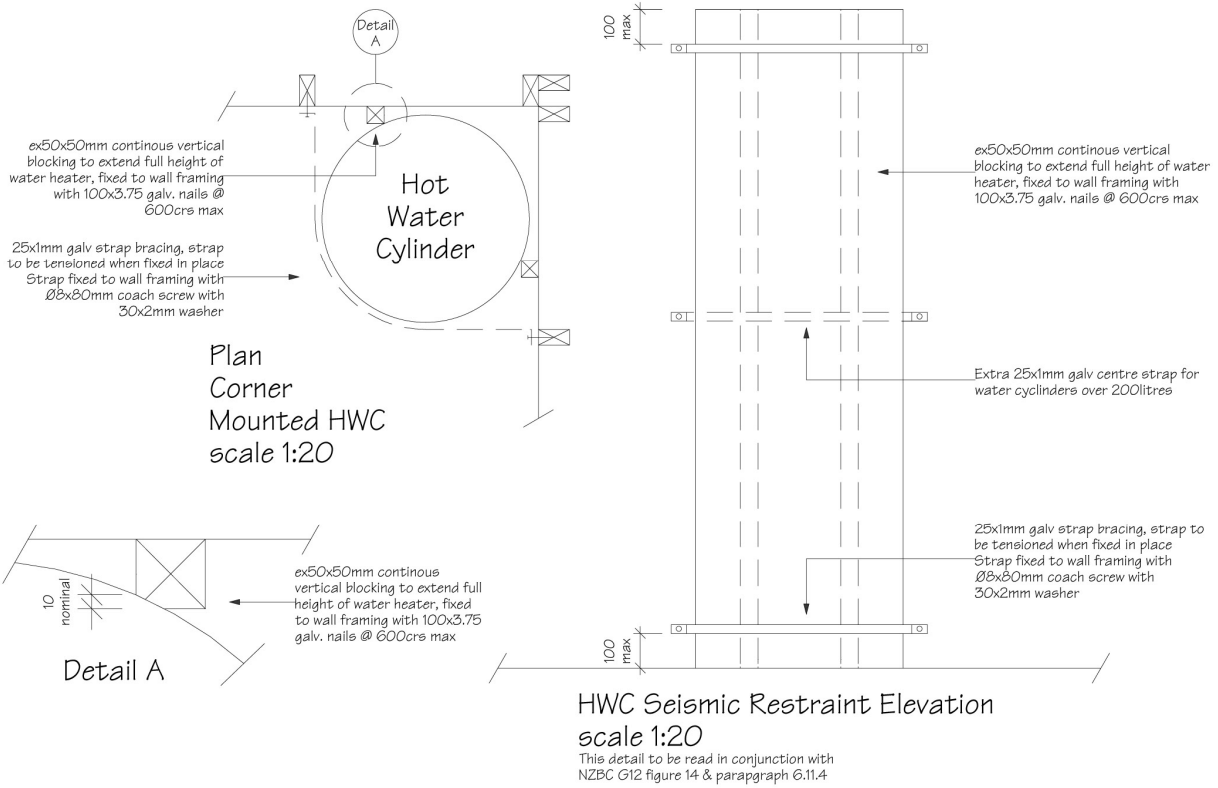 Detail
A
ex50x50mm continous vertical
blocking to extend full height of
water heater, fixed to wall framing
with 100x3.75 galv. nails @
600crs max
Hot
Water
Cylinder
25x1mm galv strap bracing, strap
to be tensioned when fixed in place
Strap fixed to wall framing with
Ø8x80mm coach screw with
30x2mm washer
Plan
Corner
Mounted HWC
scale 1:20
10
nominal
ex50x50mm continous
vertical blocking to extend full
height of water heater, fixed
to wall framing with 100x3.75
galv. nails @ 600crs max
Detail A
100
max
ex50x50mm continous vertical
blocking to extend full height of water
heater, fixed to wall framing with
100x3.75 galv. nails @ 600crs max
Extra 25x1mm galv centre strap for
water cyclinders over 200litres
25x1mm galv strap bracing, strap to
be tensioned when fixed in place
Strap fixed to wall framing with
Ø8x80mm coach screw with
30x2mm washer
100
max
HWC Seismic Restraint Elevation
scale 1:20
This detail to be read in conjunction with
NZBC G12 figure 14 & parapgraph 6.11.4